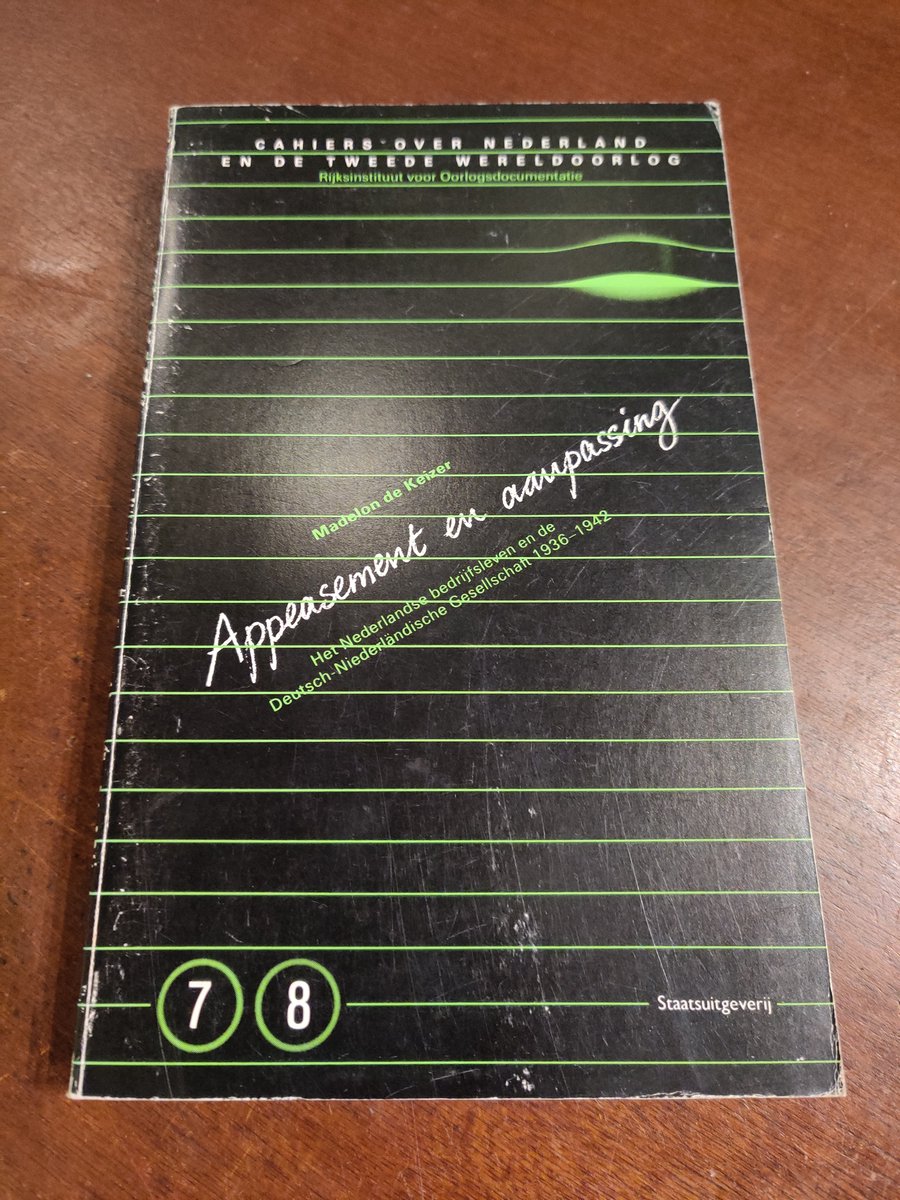 CAHIERS OVER NEDERLAND
EN DE TWEEDE WERELDOORLOG
Rijksinstituut voor Oorlogsdocumentatie
Madelon de Keizer
Appeasement en aanpassing
Het Nederlandse bedrijfsleven en de
Deutsch-Niederländische Gesellschaft 1936–1942
7 8
Staatsuitgeverij